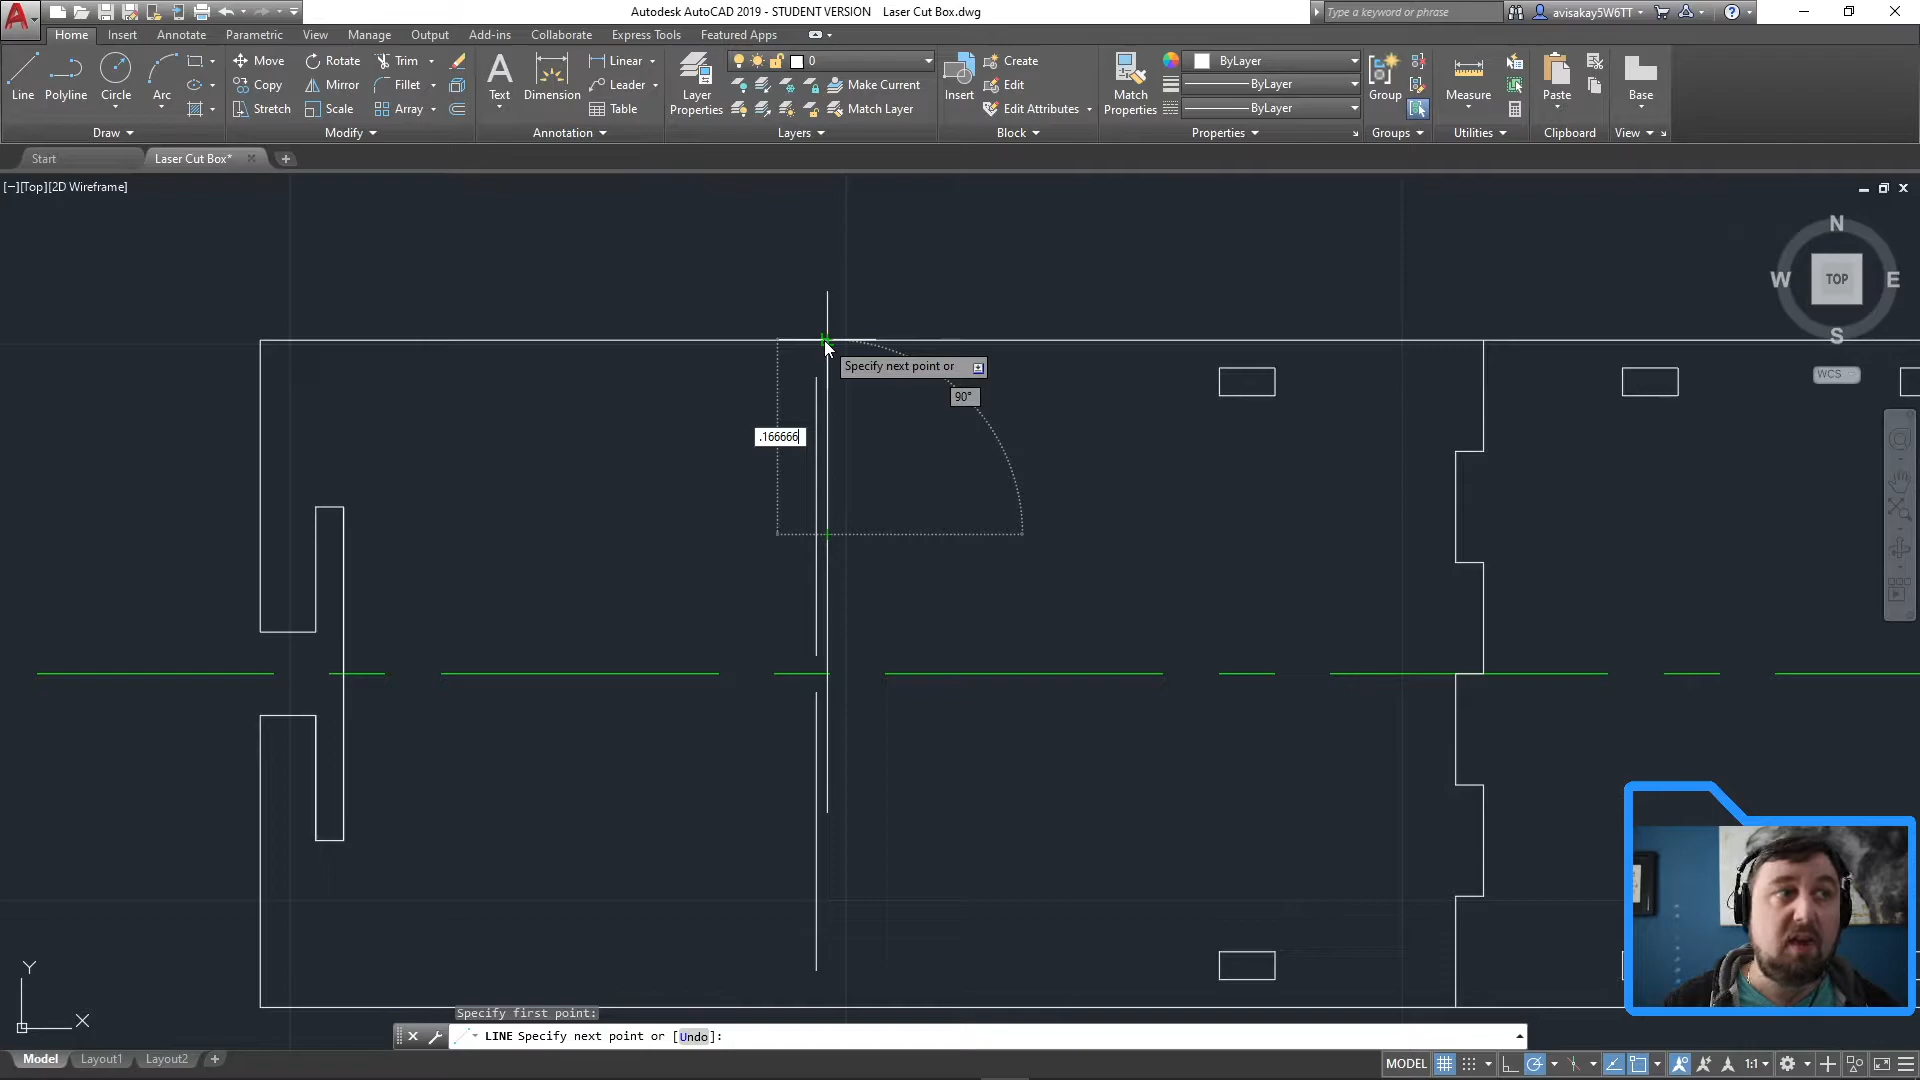 Autodesk AutoCAD 2019 - STUDENT VERSION Laser Cut Box.dwg
Type a keyword or phrase
avisakay5W6TT
Home Insert Annotate Parametric View Manage Output Add-ins Collaborate Express Tools Featured Apps
Line
Polyline
Circle
Arc
Move
Copy
Stretch
Rotate
Mirror
Scale
Trim
Fillet
Array
Text
Dimension
Linear
Leader
Table
Layer
Properties
0
Make Current
Match Layer
Insert
Create
Edit
Edit Attributes
Match
Properties
ByLayer
ByLayer
ByLayer
Group
Measure
Paste
Base
Draw
Modify
Annotation
Layers
Block
Properties
Groups
Utilities
Clipboard
View
Start
Laser Cut Box*
[−][Top][2D Wireframe]
N
W
TOP
E
S
WCS
Specify next point or
90°
.166666
Y
X
Specify first point:
LINE Specify next point or [Undo]:
Model Layout1 Layout2
MODEL
1:1